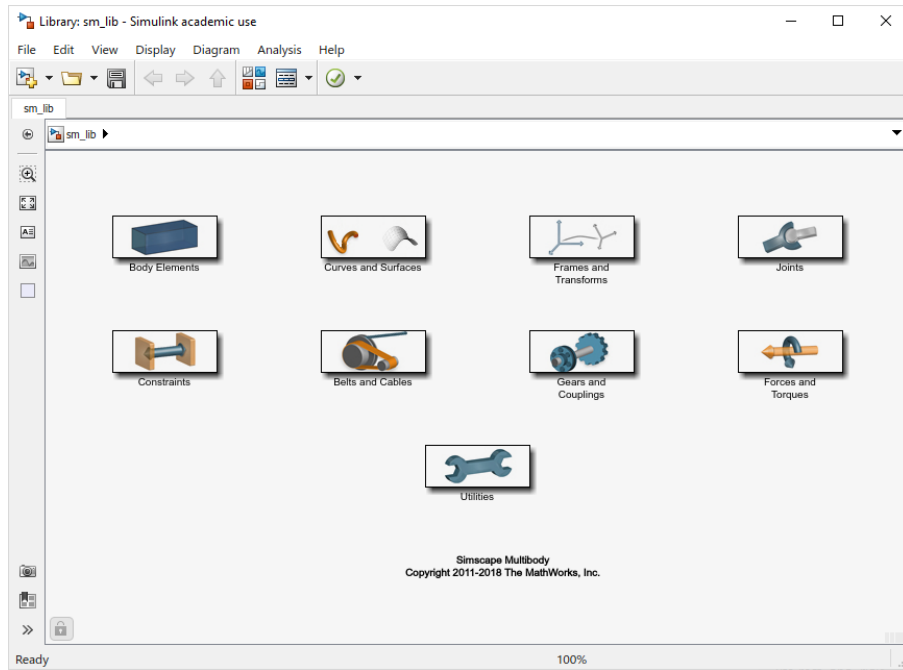 Library: sm_lib - Simulink academic use
File Edit View Display Diagram Analysis Help
sm_lib
sm_lib
Body Elements
Curves and Surfaces
Frames and
Transforms
Joints
Constraints
Belts and Cables
Gears and
Couplings
Forces and
Torques
Utilities
Simscape Multibody
Copyright 2011-2018 The MathWorks, Inc.
Ready 100%